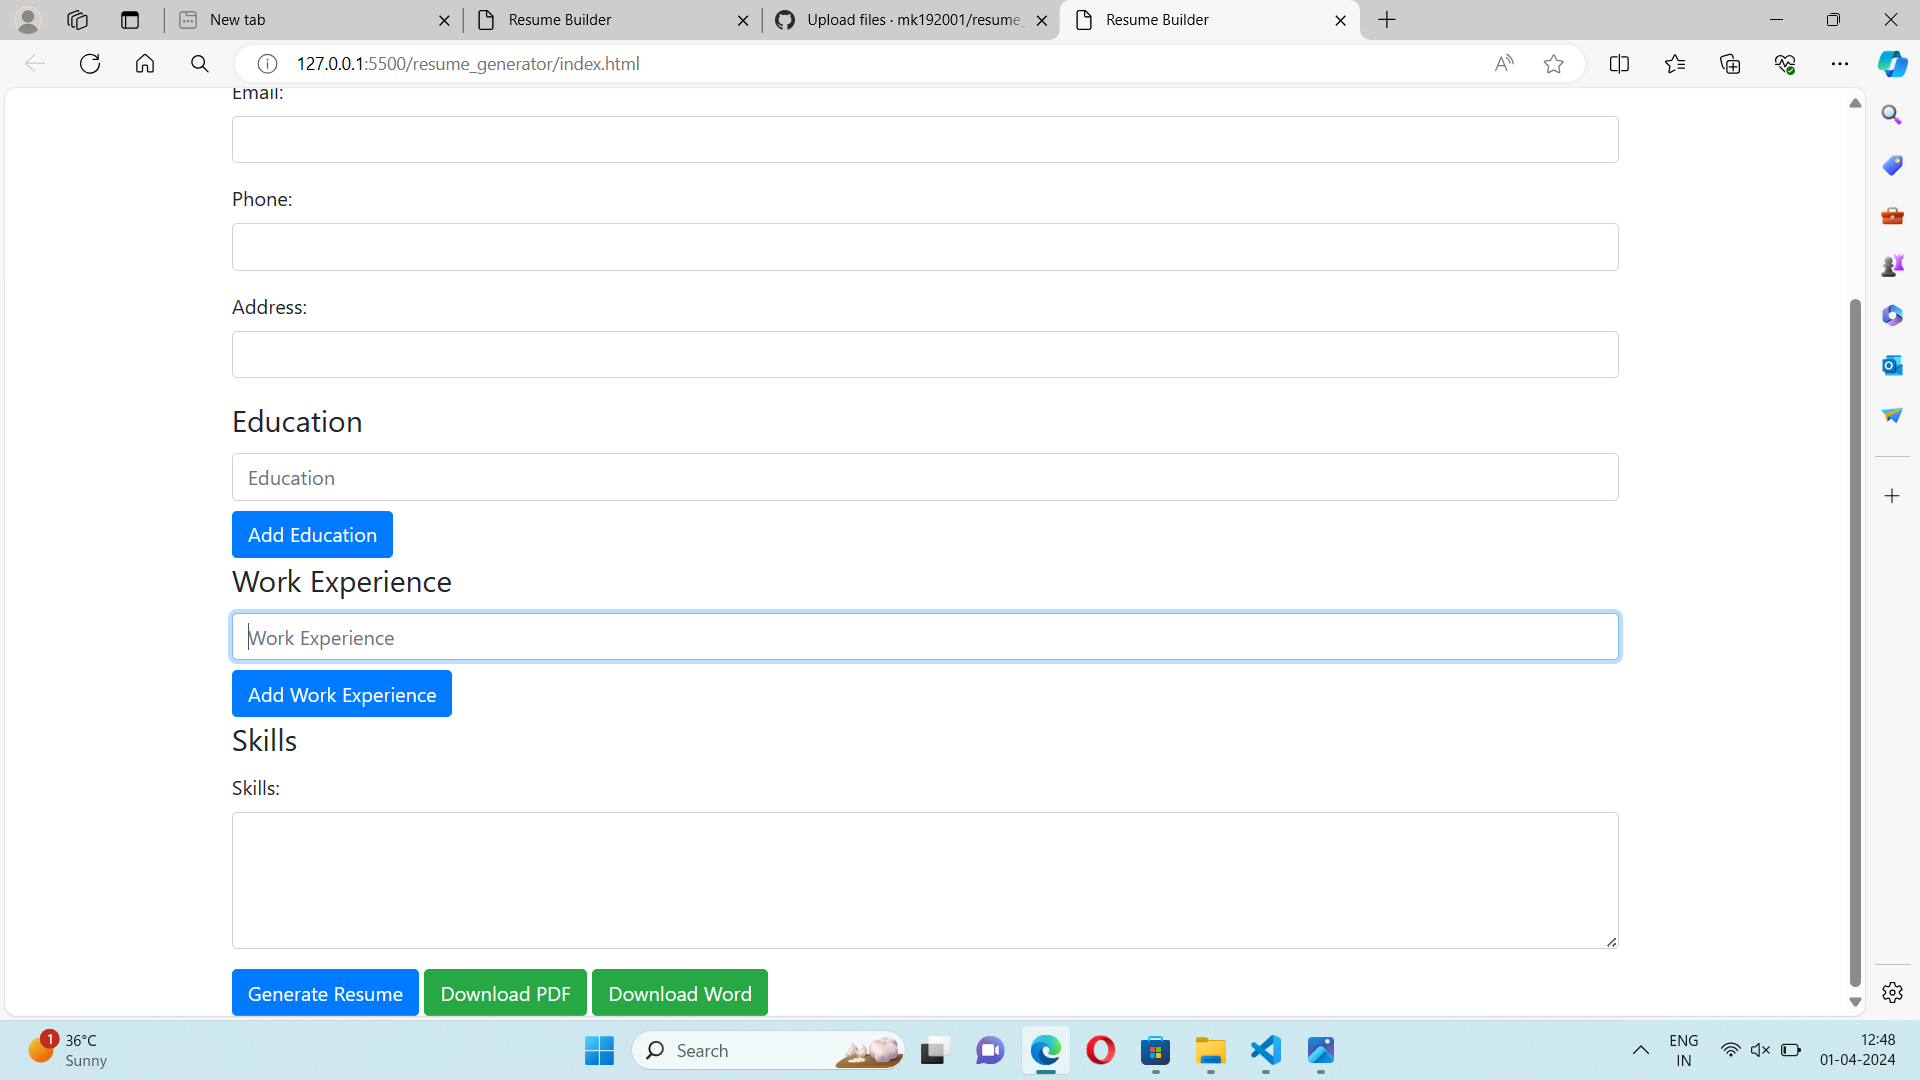 New tab
Resume Builder
Upload files · mk192001/resume_
Resume Builder
127.0.0.1:5500/resume_generator/index.html
Email:
Phone:
Address:
Education
Education
Add Education
Work Experience
Work Experience
Add Work Experience
Skills
Skills:
Generate Resume
Download PDF
Download Word
1
36°C
Sunny
Search
ENG
IN
12:48
01-04-2024